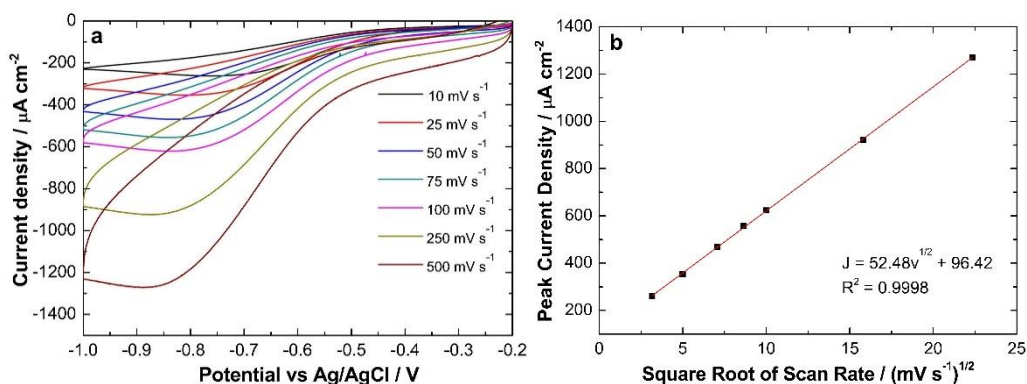 a
0
-200
-400
-600
-800
-1000
-1200
-1400
Current density / µA cm⁻²
10 mV s⁻¹
25 mV s⁻¹
50 mV s⁻¹
75 mV s⁻¹
100 mV s⁻¹
250 mV s⁻¹
500 mV s⁻¹
-1.0 -0.9 -0.8 -0.7 -0.6 -0.5 -0.4 -0.3 -0.2
Potential vs Ag/AgCl / V
b
1400
1200
1000
800
600
400
200
Peak Current Density / µA cm⁻²
J = 52.48v¹/² + 96.42
R² = 0.9998
0 5 10 15 20 25
Square Root of Scan Rate / (mV s⁻¹)¹/²